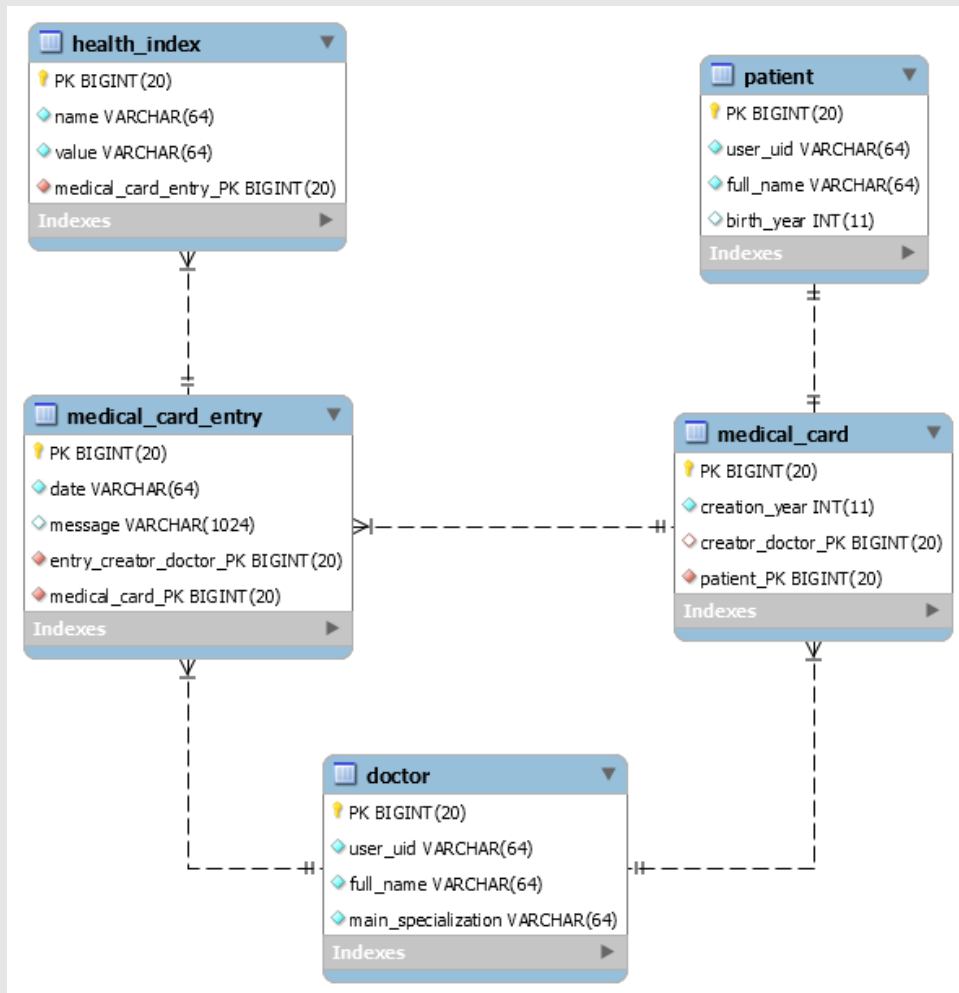 health_index
PK BIGINT(20)
name VARCHAR(64)
value VARCHAR(64)
medical_card_entry_PK BIGINT(20)
Indexes
patient
PK BIGINT(20)
user_uid VARCHAR(64)
full_name VARCHAR(64)
birth_year INT(11)
Indexes
medical_card_entry
PK BIGINT(20)
date VARCHAR(64)
message VARCHAR(1024)
entry_creator_doctor_PK BIGINT(20)
medical_card_PK BIGINT(20)
Indexes
medical_card
PK BIGINT(20)
creation_year INT(11)
creator_doctor_PK BIGINT(20)
patient_PK BIGINT(20)
Indexes
doctor
PK BIGINT(20)
user_uid VARCHAR(64)
full_name VARCHAR(64)
main_specialization VARCHAR(64)
Indexes